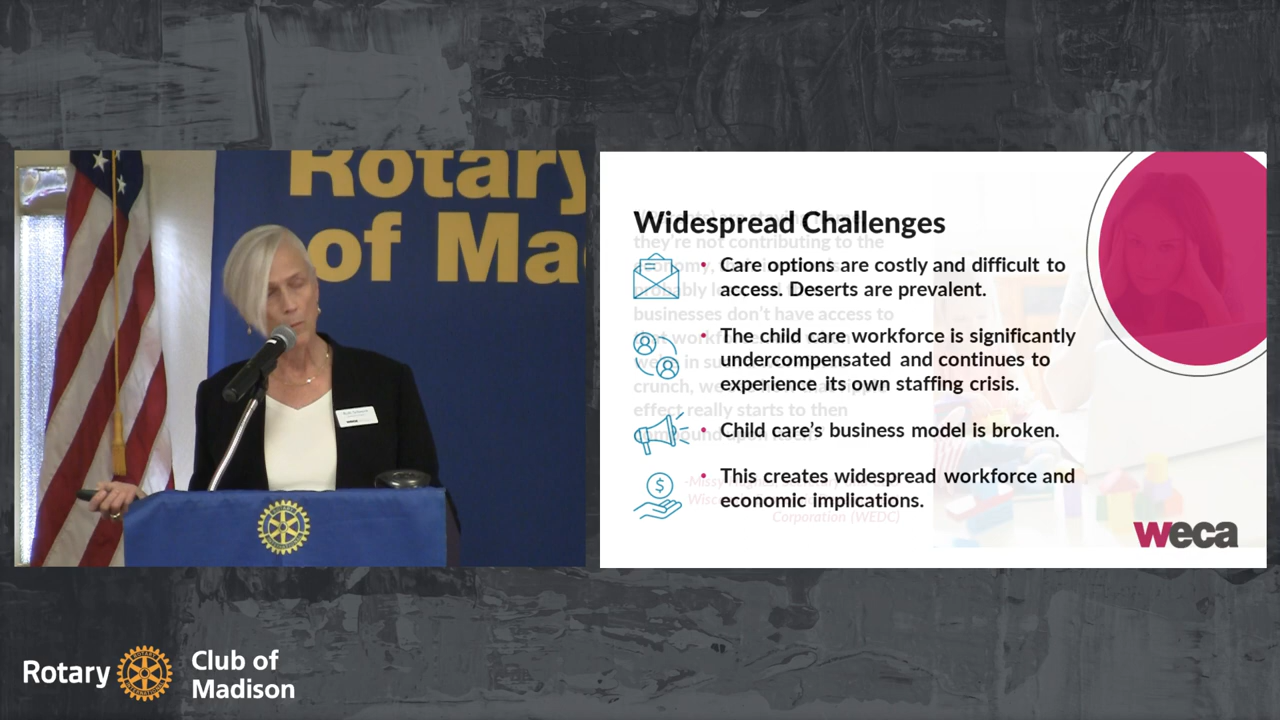 Rotary
of Ma
Widespread Challenges
they're not contributing to the
• Care options are costly and difficult to
access. Deserts are prevalent.
businesses don't have access to
• The child care workforce is significantly
undercompensated and continues to
experience its own staffing crisis.
crunch, we
effect really starts to then
• Child care's business model is broken.
• This creates widespread workforce and
economic implications.
Corporation (WEDC)
weca
Rotary
Club of
Madison